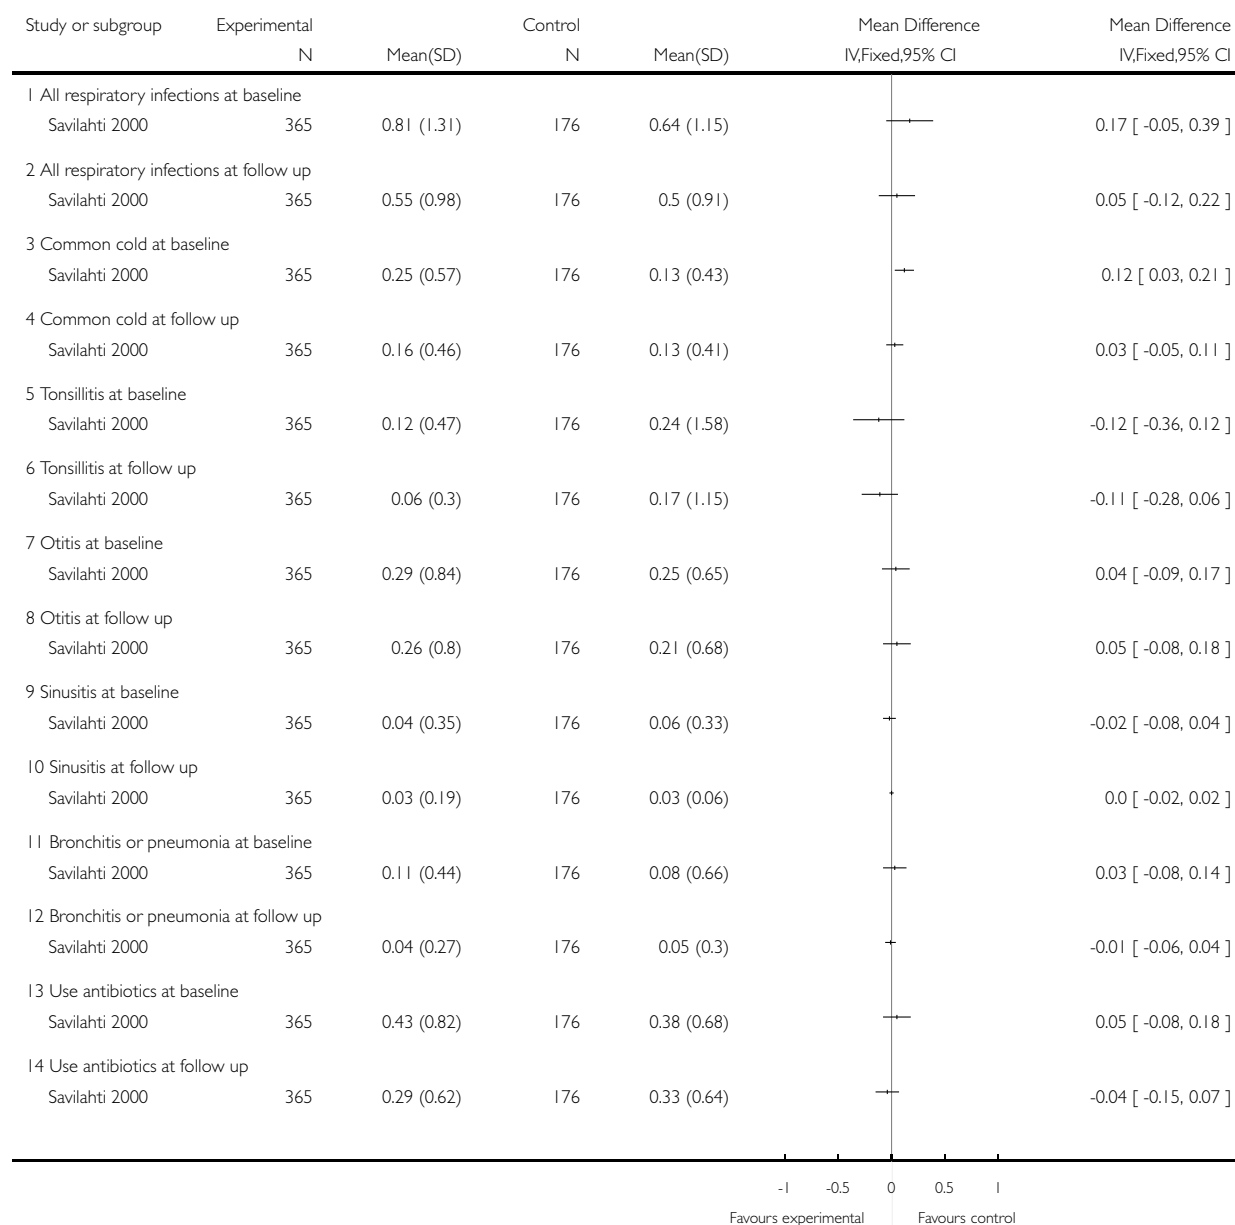 Study or subgroup Experimental Control Mean Difference Mean Difference
N Mean(SD) N Mean(SD) IV,Fixed,95% CI IV,Fixed,95% CI
1 All respiratory infections at baseline
Savilahti 2000 365 0.81 (1.31) 176 0.64 (1.15) 0.17 [ -0.05, 0.39 ]
2 All respiratory infections at follow up
Savilahti 2000 365 0.55 (0.98) 176 0.5 (0.91) 0.05 [ -0.12, 0.22 ]
3 Common cold at baseline
Savilahti 2000 365 0.25 (0.57) 176 0.13 (0.43) 0.12 [ 0.03, 0.21 ]
4 Common cold at follow up
Savilahti 2000 365 0.16 (0.46) 176 0.13 (0.41) 0.03 [ -0.05, 0.11 ]
5 Tonsillitis at baseline
Savilahti 2000 365 0.12 (0.47) 176 0.24 (1.58) -0.12 [ -0.36, 0.12 ]
6 Tonsillitis at follow up
Savilahti 2000 365 0.06 (0.3) 176 0.17 (1.15) -0.11 [ -0.28, 0.06 ]
7 Otitis at baseline
Savilahti 2000 365 0.29 (0.84) 176 0.25 (0.65) 0.04 [ -0.09, 0.17 ]
8 Otitis at follow up
Savilahti 2000 365 0.26 (0.8) 176 0.21 (0.68) 0.05 [ -0.08, 0.18 ]
9 Sinusitis at baseline
Savilahti 2000 365 0.04 (0.35) 176 0.06 (0.33) -0.02 [ -0.08, 0.04 ]
10 Sinusitis at follow up
Savilahti 2000 365 0.03 (0.19) 176 0.03 (0.06) 0.0 [ -0.02, 0.02 ]
11 Bronchitis or pneumonia at baseline
Savilahti 2000 365 0.11 (0.44) 176 0.08 (0.66) 0.03 [ -0.08, 0.14 ]
12 Bronchitis or pneumonia at follow up
Savilahti 2000 365 0.04 (0.27) 176 0.05 (0.3) -0.01 [ -0.06, 0.04 ]
13 Use antibiotics at baseline
Savilahti 2000 365 0.43 (0.82) 176 0.38 (0.68) 0.05 [ -0.08, 0.18 ]
14 Use antibiotics at follow up
Savilahti 2000 365 0.29 (0.62) 176 0.33 (0.64) -0.04 [ -0.15, 0.07 ]
-1 -0.5 0 0.5 1
Favours experimental Favours control